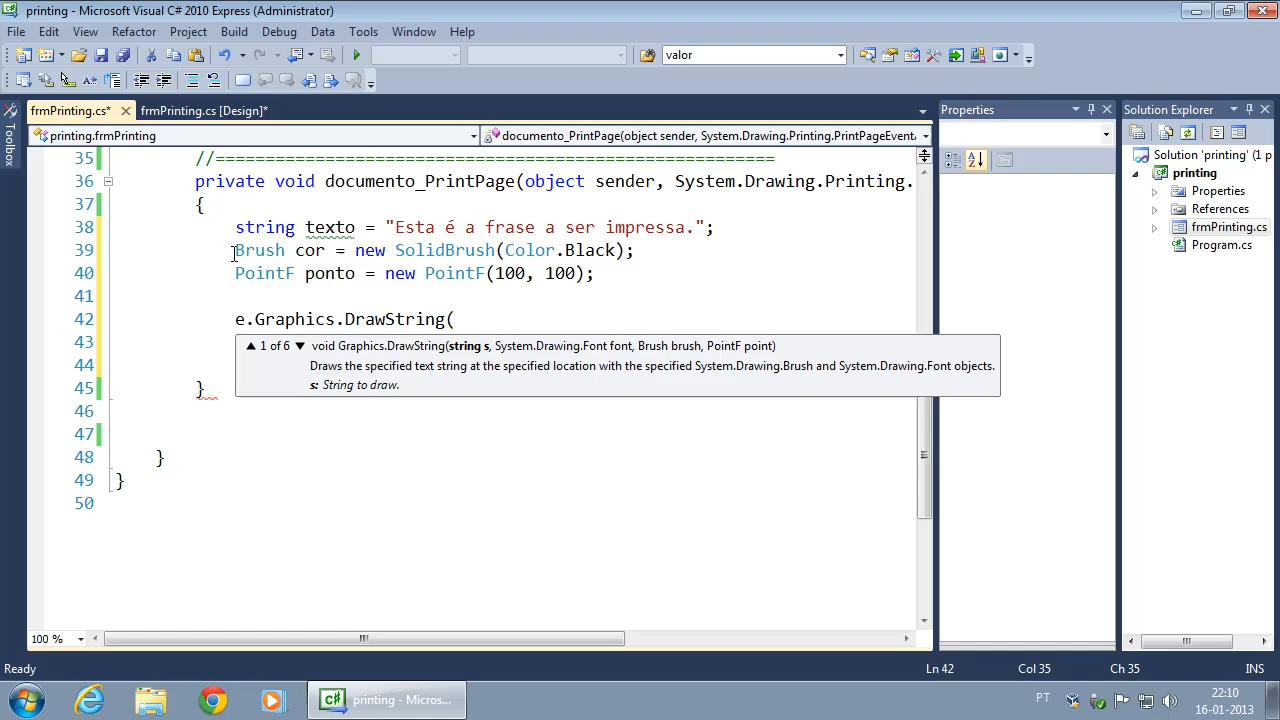 printing - Microsoft Visual C# 2010 Express (Administrator)
File Edit View Refactor Project Build Debug Data Tools Window Help
valor
frmPrinting.cs* frmPrinting.cs [Design]*
Properties
Solution Explorer
Toolbox
printing.frmPrinting
documento_PrintPage(object sender, System.Drawing.Printing.PrintPageEvent.
Solution 'printing' (1 p
printing
Properties
References
frmPrinting.cs
Program.cs
35 //========================================================
36 private void documento_PrintPage(object sender, System.Drawing.Printing.
37 {
38 string texto = "Esta é a frase a ser impressa.";
39 Brush cor = new SolidBrush(Color.Black);
40 PointF ponto = new PointF(100, 100);
41
42 e.Graphics.DrawString(
43
1 of 6 void Graphics.DrawString(string s, System.Drawing.Font font, Brush brush, PointF point)
Draws the specified text string at the specified location with the specified System.Drawing.Brush and System.Drawing.Font objects.
s: String to draw.
44
45 }
46
47
48 }
49 }
50
100 %
Ready
Ln 42 Col 35 Ch 35 INS
printing - Micros...
PT
22:10
16-01-2013